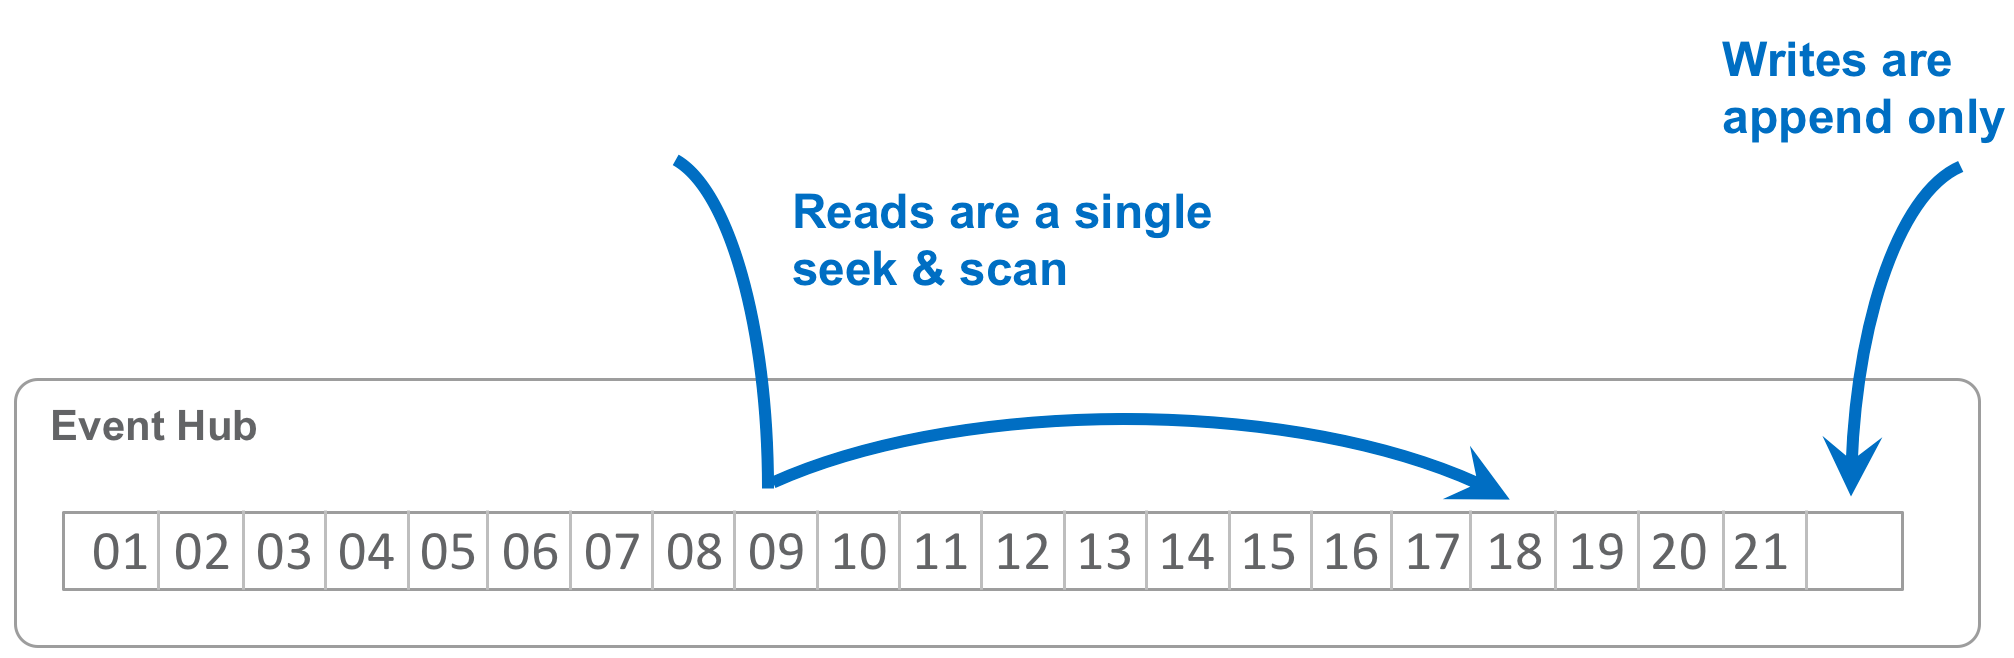 Writes are
append only
Reads are a single
seek & scan
Event Hub
01 02 03 04 05 06 07 08 09 10 11 12 13 14 15 16 17 18 19 20 21